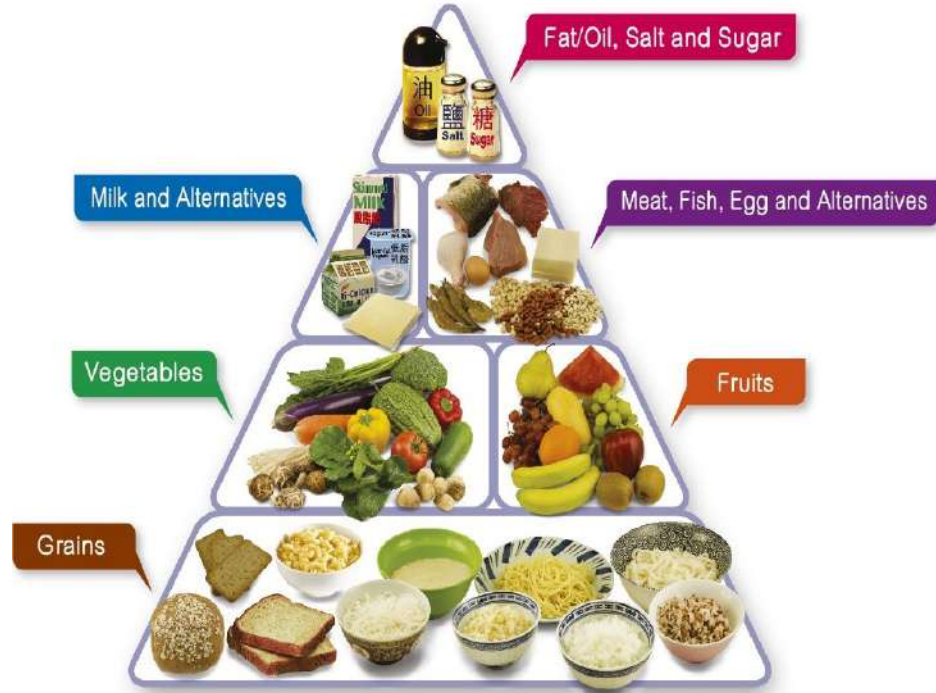 Fat/Oil, Salt and Sugar
油
Oil
鹽
Salt
糖
Sugar
Milk and Alternatives
Meat, Fish, Egg and Alternatives
MILK
Vegetables
Fruits
Grains